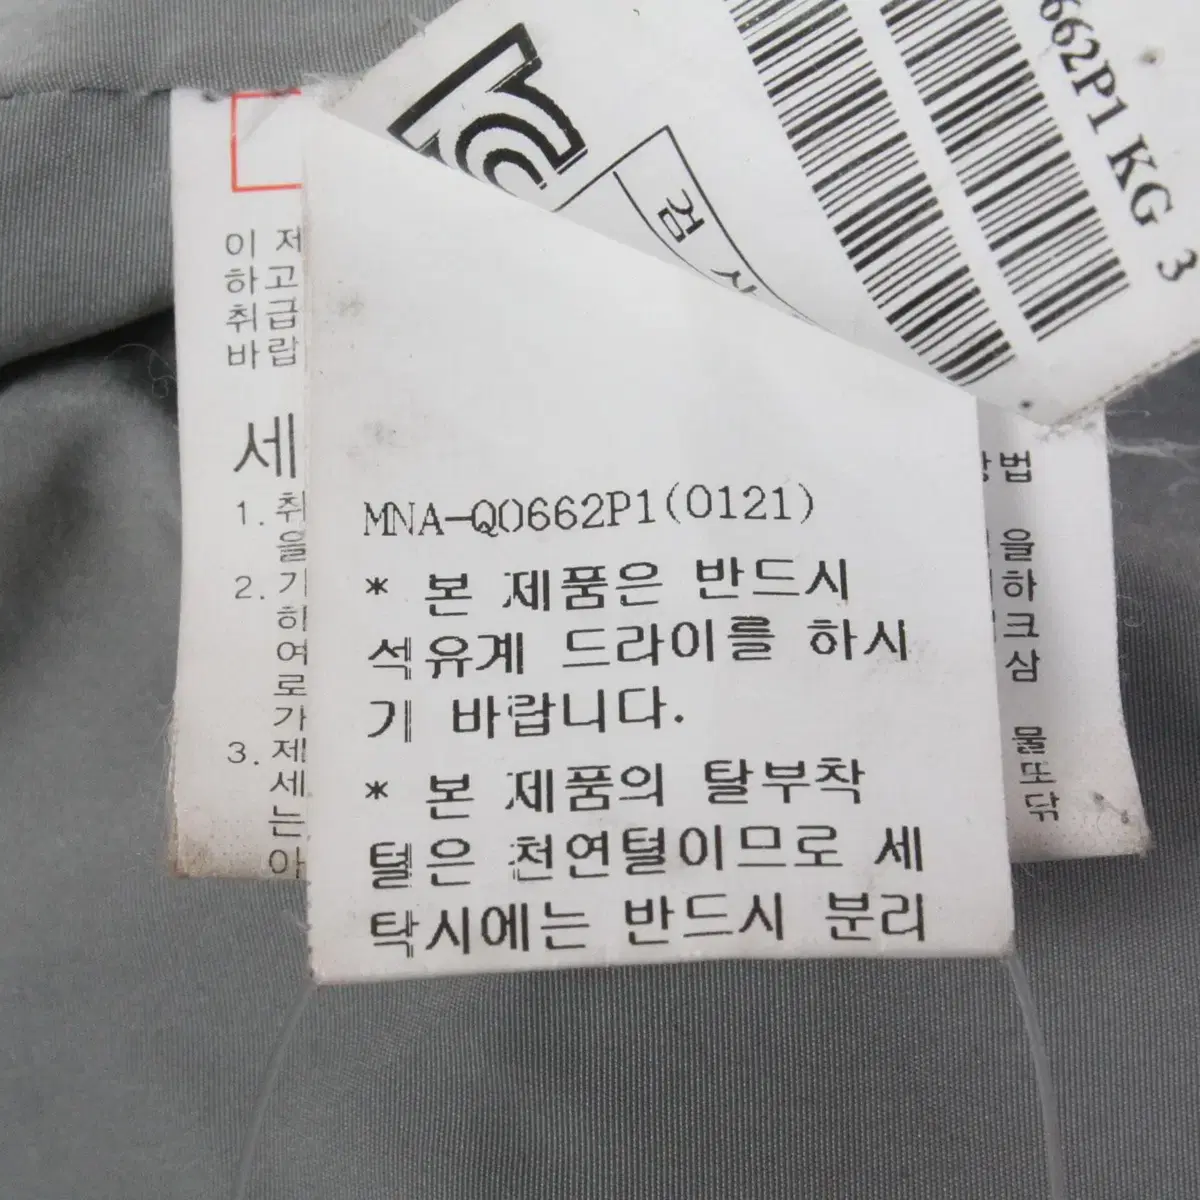 662P1 KG 3
검
이 제
하고
취급
바랍
세
1. 취
을
2. 기
하
여
로
가
3. 제
세
는
아
MNA-Q0662P1(0121)
* 본 제품은 반드시
석유계 드라이를 하시
기 바랍니다.
* 본 제품의 탈부착
털은 천연털이므로 세
탁시에는 반드시 분리
법
을
하
크
삼
물
또
닦